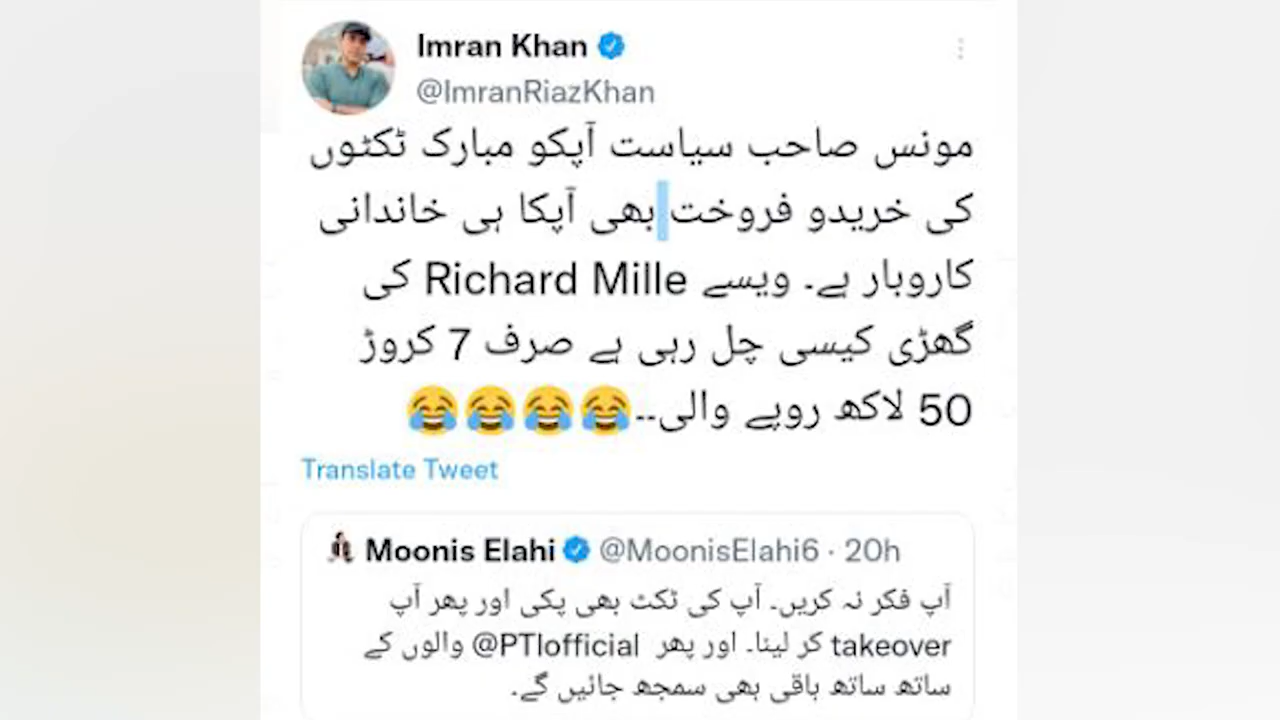 Imran Khan
@ImranRiazKhan
مونس صاحب سیاست آپکو مبارک ٹکٹوں
کی خریدو فروخت بھی آپکا ہی خاندانی
کاروبار ہے۔ ویسے Richard Mille کی
گھڑی کیسی چل رہی ہے صرف 7 کروڑ
50 لاکھ روپے والی۔۔😂😂😂😂
Translate Tweet
Moonis Elahi @MoonisElahi6 · 20h
آپ فکر نہ کریں۔ آپ کی ٹکٹ بھی پکی اور پھر آپ
takeover کر لینا۔ اور پھر @PTIofficial والوں کے
ساتھ ساتھ باقی بھی سمجھ جائیں گے۔